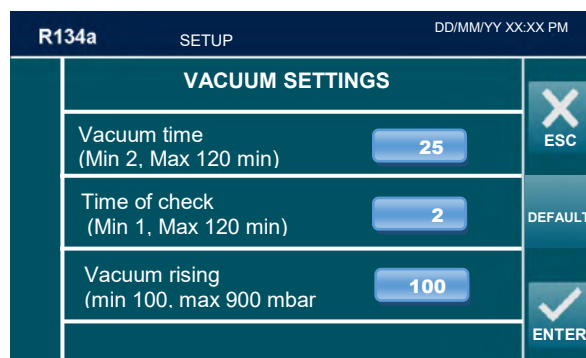 R134a SETUP DD/MM/YY XX:XX PM
VACUUM SETTINGS
Vacuum time
(Min 2, Max 120 min)
25
ESC
Time of check
(Min 1, Max 120 min)
2
DEFAULT
Vacuum rising
(min 100, max 900 mbar
100
ENTER